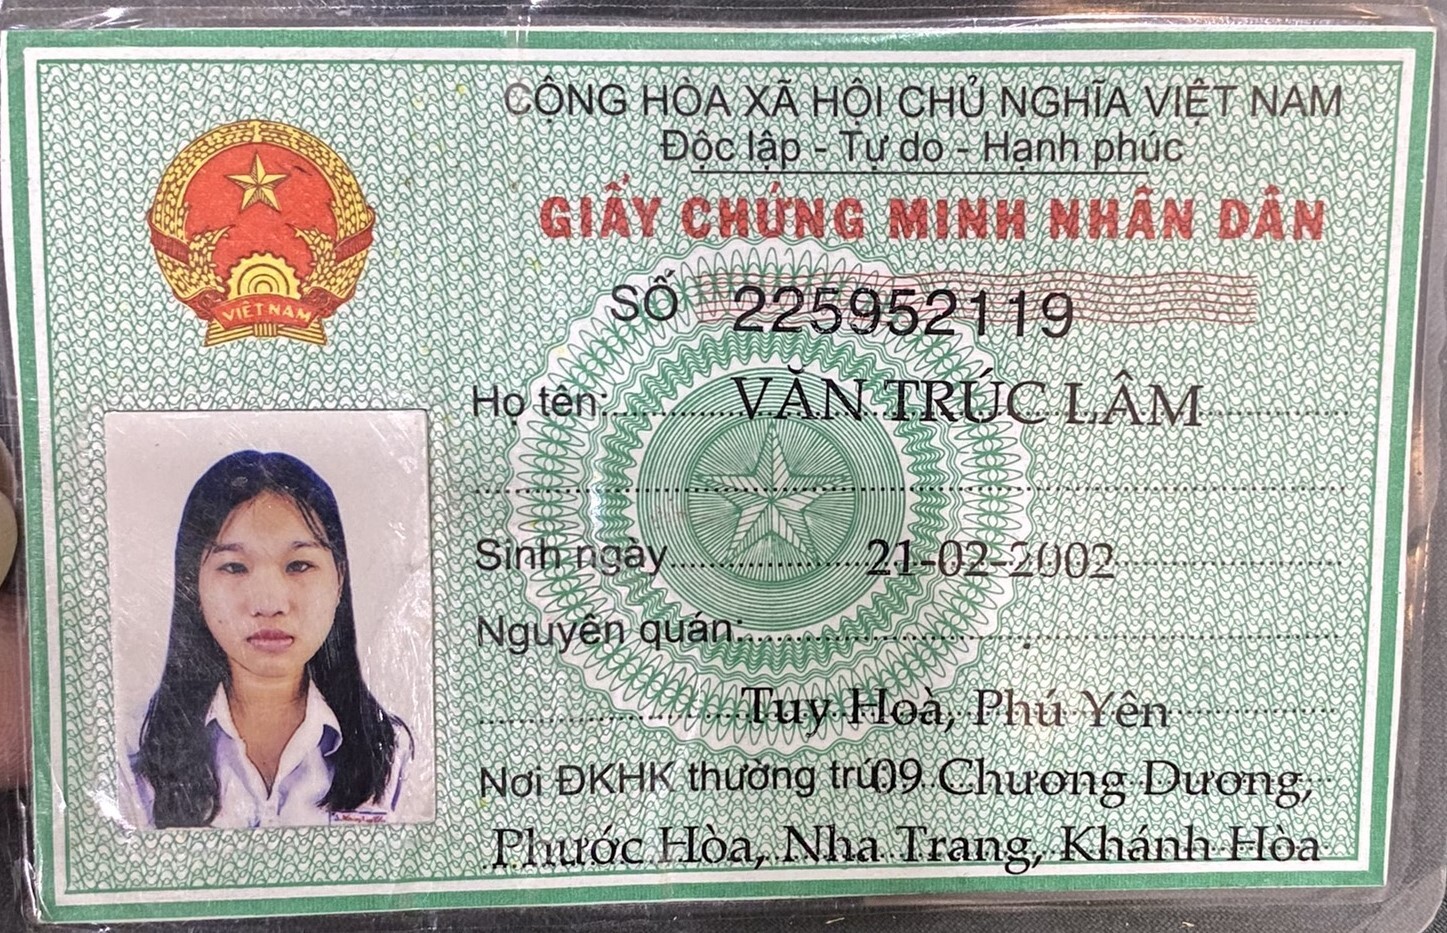 CỘNG HÒA XÃ HỘI CHỦ NGHĨA VIỆT NAM
Độc lập - Tự do - Hạnh phúc
GIẤY CHỨNG MINH NHÂN DÂN
SỐ 225952119
VIỆT NAM
Họ tên: VĂN TRÚC LÂM
Sinh ngày 21-02-2002
Nguyên quán:
Tuy Hoà, Phú Yên
Nơi ĐKHK thường trú 09 Chương Dương,
Phước Hòa, Nha Trang, Khánh Hòa